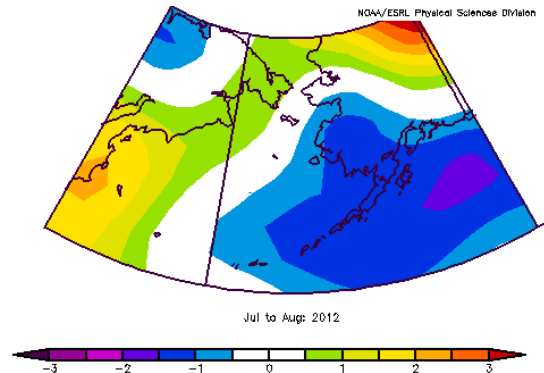 NOAA/ESRL Physical Sciences Division
Jul to Aug: 2012
-3 -2 -1 0 1 2 3